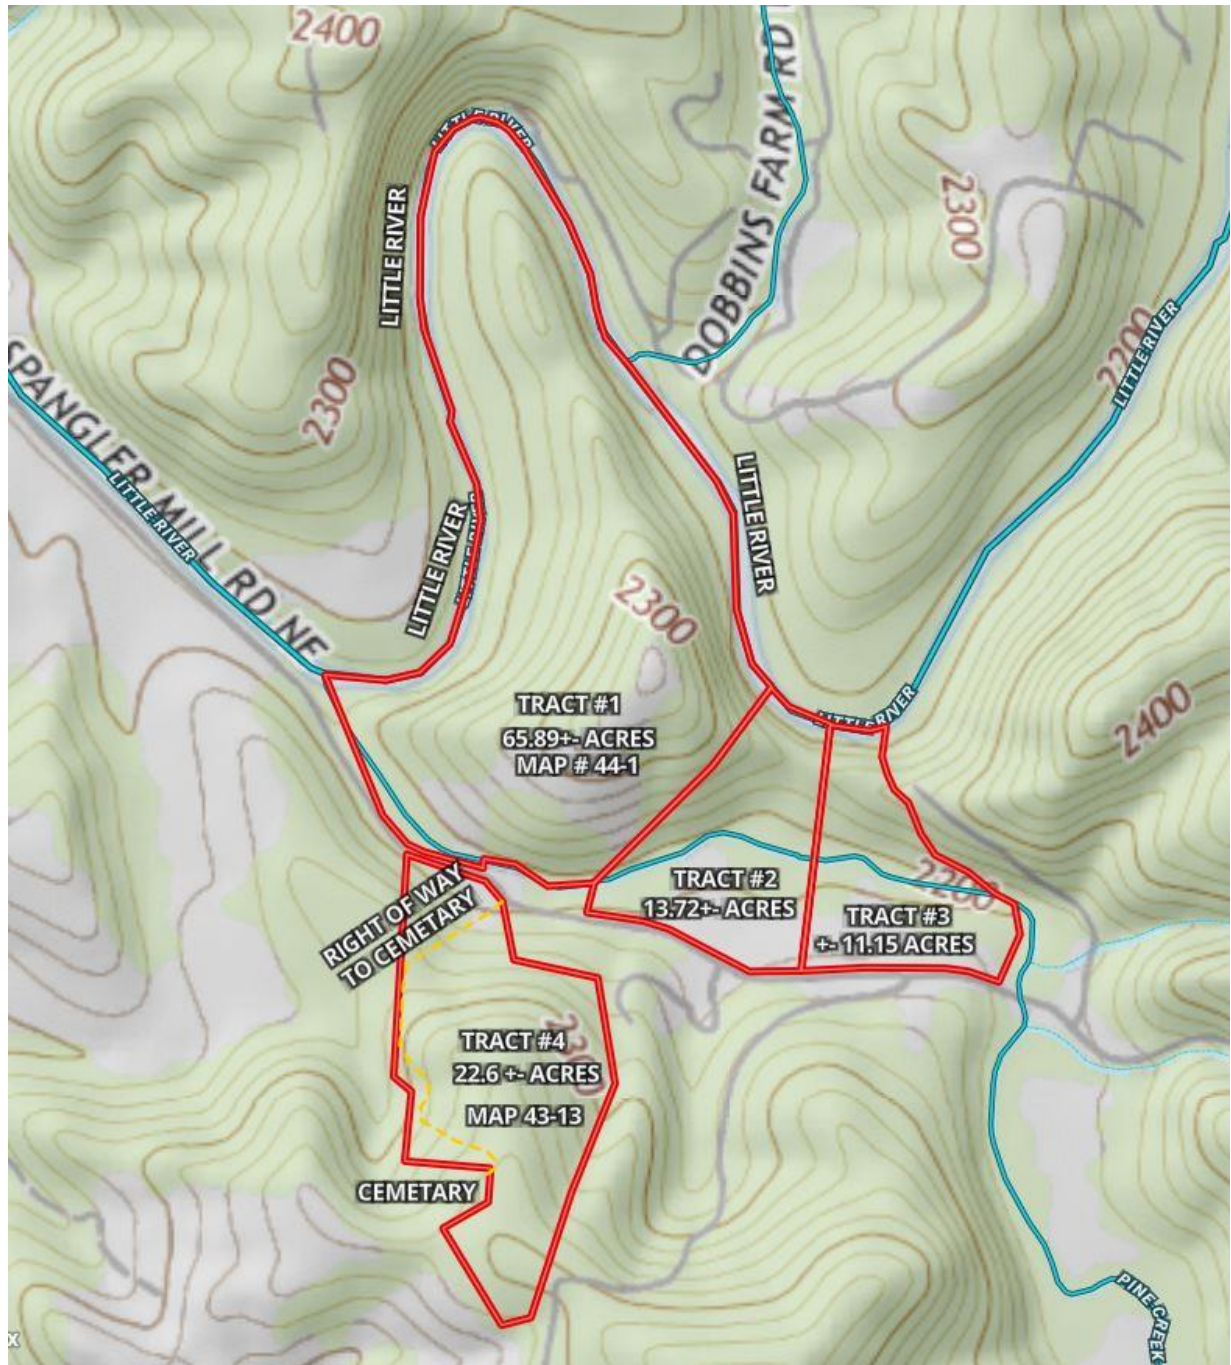 2400
DOBBINS FARM RD
LITTLE RIVER
LITTLE RIVER
2300
2200
LITTLE RIVER
SPANGLER MILL RD NE
2300
LITTLE RIVER
LITTLE RIVER
LITTLE RIVER
LITTLE RIVER
2300
LITTLE RIVER
2400
TRACT #1
65.89+- ACRES
MAP # 44-1
TRACT #2
13.72+- ACRES
2200
TRACT #3
+- 11.15 ACRES
RIGHT OF WAY
TO CEMETARY
2300
TRACT #4
22.6 +- ACRES
MAP 43-13
CEMETARY
PINE CREEK
x